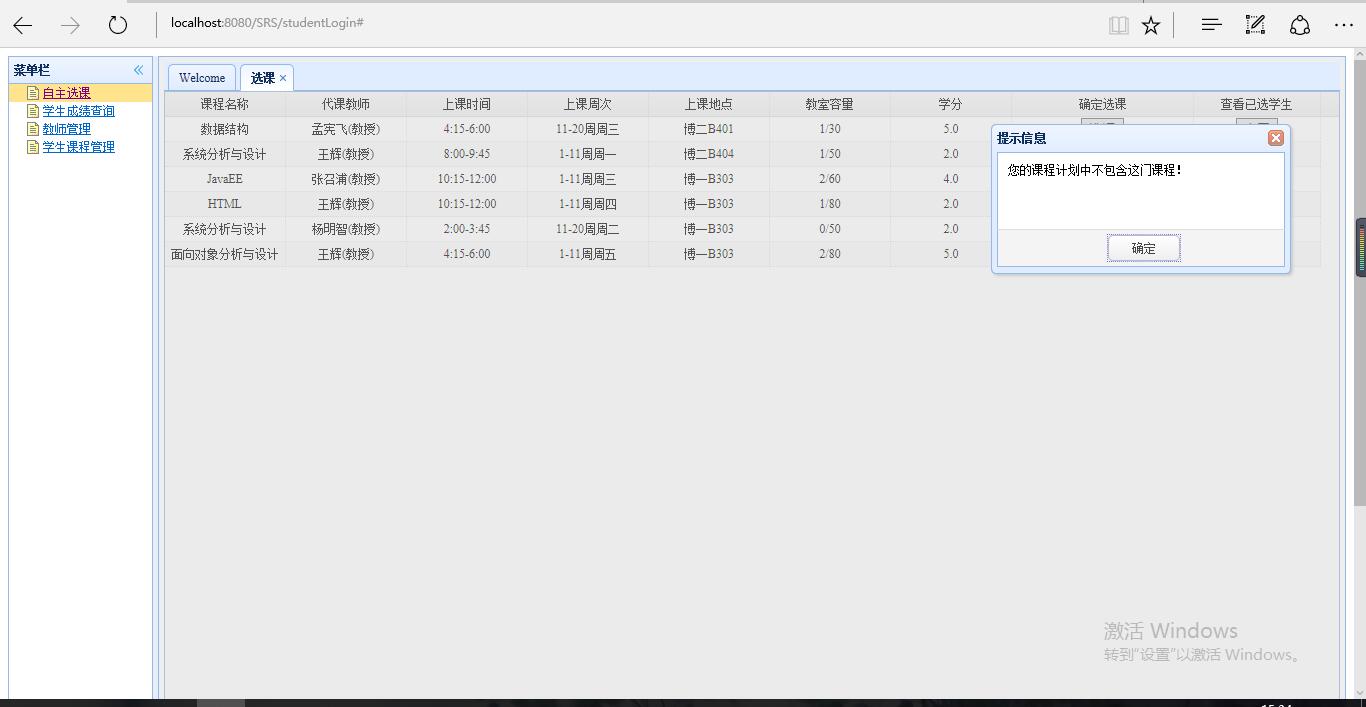 localhost:8080/SRS/studentLogin#
菜单栏
自主选课
学生成绩查询
教师管理
学生课程管理
Welcome 选课
课程名称 代课教师 上课时间 上课周次 上课地点 教室容量 学分 确定选课 查看已选学生
数据结构 孟宪飞(教授) 4:15-6:00 11-20周周三 博二B401 1/30 5.0
系统分析与设计 王辉(教授) 8:00-9:45 1-11周周一 博二B404 1/50 2.0
JavaEE 张召浦(教授) 10:15-12:00 1-11周周三 博一B303 2/60 4.0
HTML 王辉(教授) 10:15-12:00 1-11周周四 博一B303 1/80 2.0
系统分析与设计 杨明智(教授) 2:00-3:45 11-20周周二 博一B303 0/50 2.0
面向对象分析与设计 王辉(教授) 4:15-6:00 1-11周周五 博一B303 2/80 5.0
提示信息
您的课程计划中不包含这门课程!
确定
激活 Windows
转到"设置"以激活 Windows。